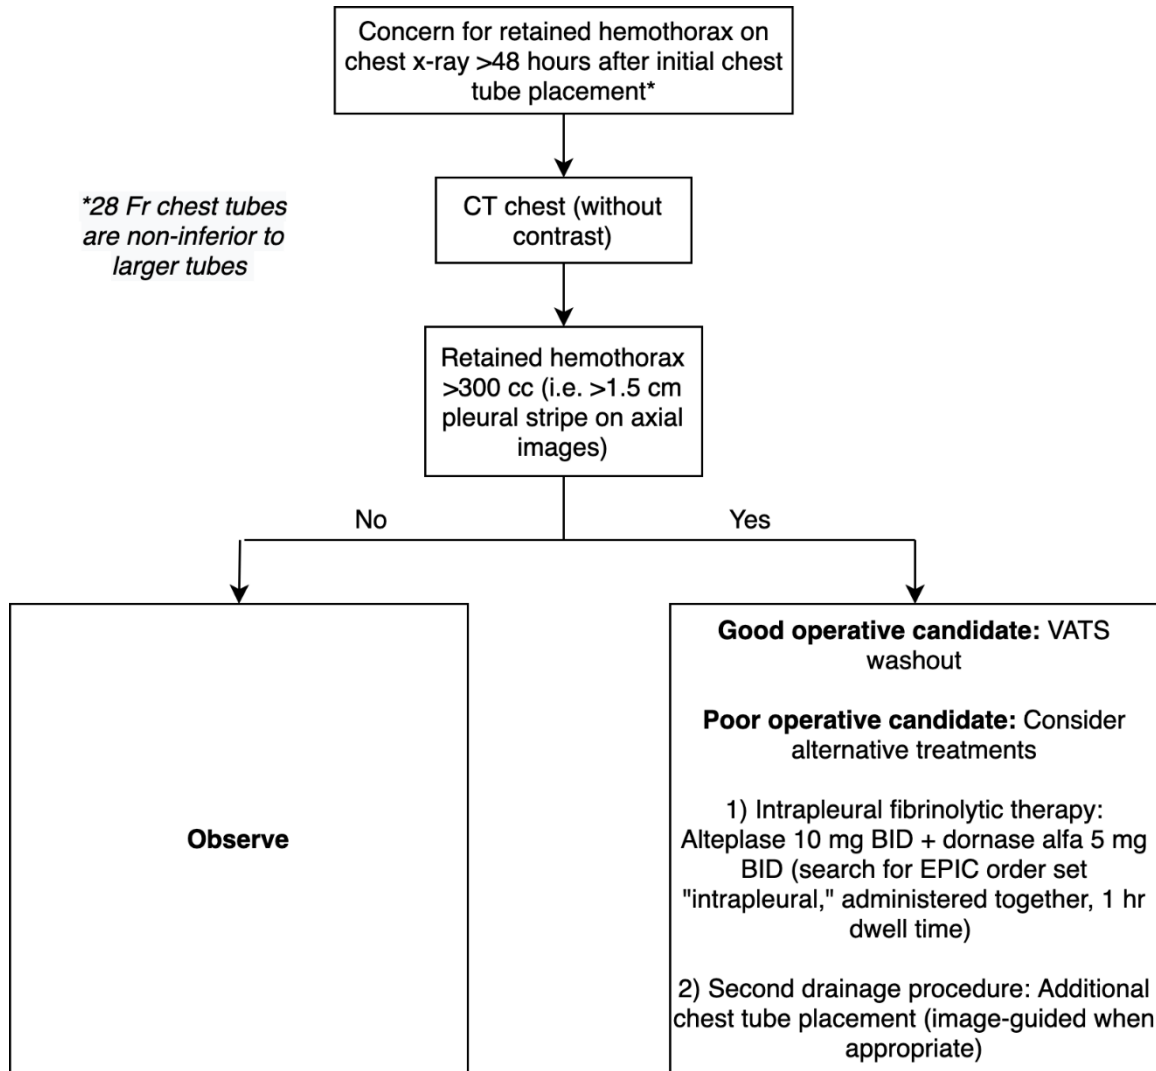 Concern for retained hemothorax on
chest x-ray >48 hours after initial chest
tube placement*
*28 Fr chest tubes
are non-inferior to
larger tubes
CT chest (without
contrast)
Retained hemothorax
>300 cc (i.e. >1.5 cm
pleural stripe on axial
images)
No
Yes
Observe
Good operative candidate: VATS
washout
Poor operative candidate: Consider
alternative treatments
1) Intrapleural fibrinolytic therapy:
Alteplase 10 mg BID + dornase alfa 5 mg
BID (search for EPIC order set
"intrapleural," administered together, 1 hr
dwell time)
2) Second drainage procedure: Additional
chest tube placement (image-guided when
appropriate)